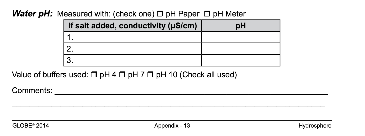 Water pH: Measured with: (check one) ❒ pH Paper ❒ pH Meter
If salt added, conductivity (µS/cm) pH
1.
2.
3.
Value of buffers used: ❒ pH 4 ❒ pH 7 ❒ pH 10 (Check all used)
Comments:
GLOBE® 2014 Appendix - 13 Hydrosphere